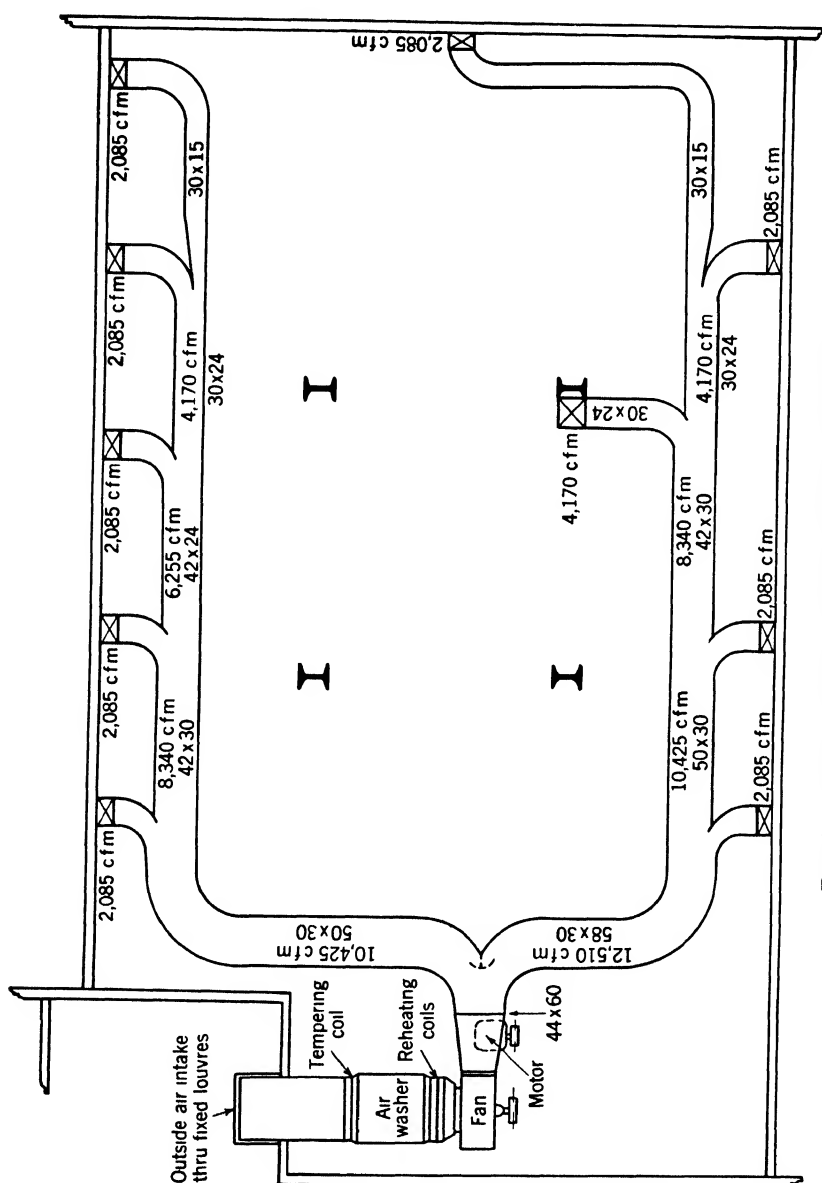 2,085 cfm
2,085 cfm
30x15
30x15
2,085 cfm
2,085 cfm
2,085 cfm
4,170 cfm
30x24
4,170 cfm
30x24
30x24
4,170 cfm
2,085 cfm
6,255 cfm
42x24
8,340 cfm
42x30
2,085 cfm
2,085 cfm
8,340 cfm
42x30
10,425 cfm
50x30
2,085 cfm
2,085 cfm
50x30
10,425 cfm
58x30
12,510 cfm
Outside air intake
thru fixed louvres
Tempering
coil
Reheating
coils
Air
washer
Fan
Motor
44x60